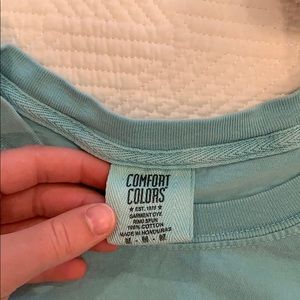 COMFORT
COLORS
★ EST. 1975 ★
GARMENT DYE
RING SPUN
100% COTTON
MADE IN HONDURAS
M - M - M